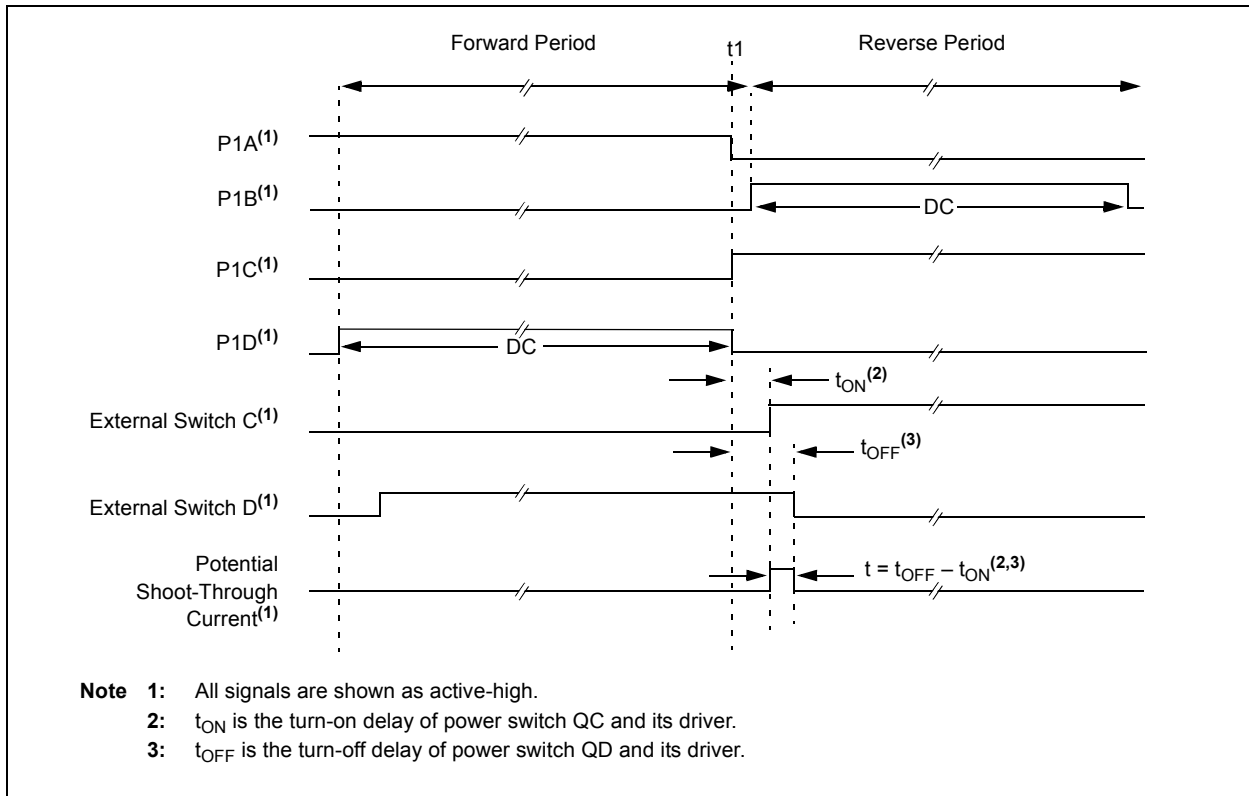 Forward Period
t1
Reverse Period
P1A(1)
P1B(1)
DC
P1C(1)
P1D(1)
DC
tON(2)
External Switch C(1)
tOFF(3)
External Switch D(1)
Potential
Shoot-Through
Current(1)
t = tOFF – tON(2,3)
Note 1: All signals are shown as active-high.
2: tON is the turn-on delay of power switch QC and its driver.
3: tOFF is the turn-off delay of power switch QD and its driver.